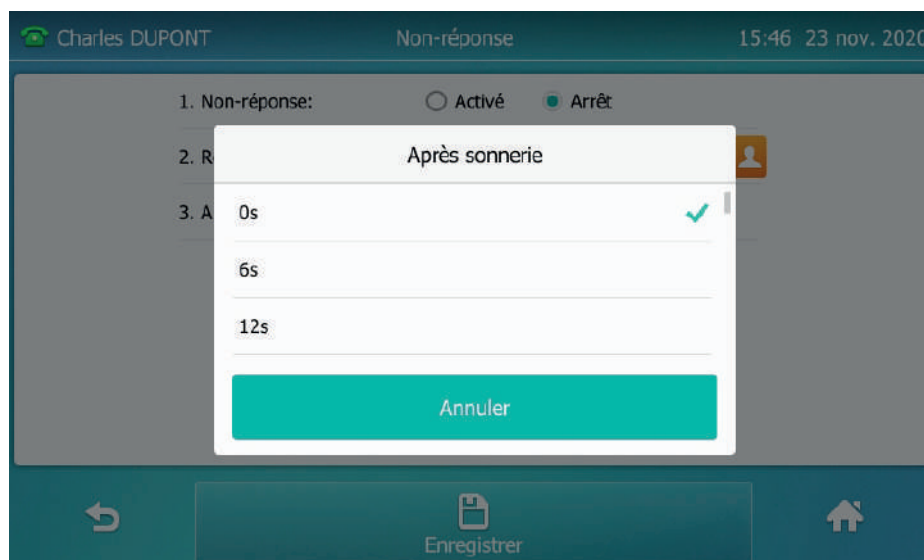 Charles DUPONT Non-réponse 15:46 23 nov. 2020
1. Non-réponse: Activé Arrêt
2. R
3. A
Après sonnerie
0s
6s
12s
Annuler
Enregistrer